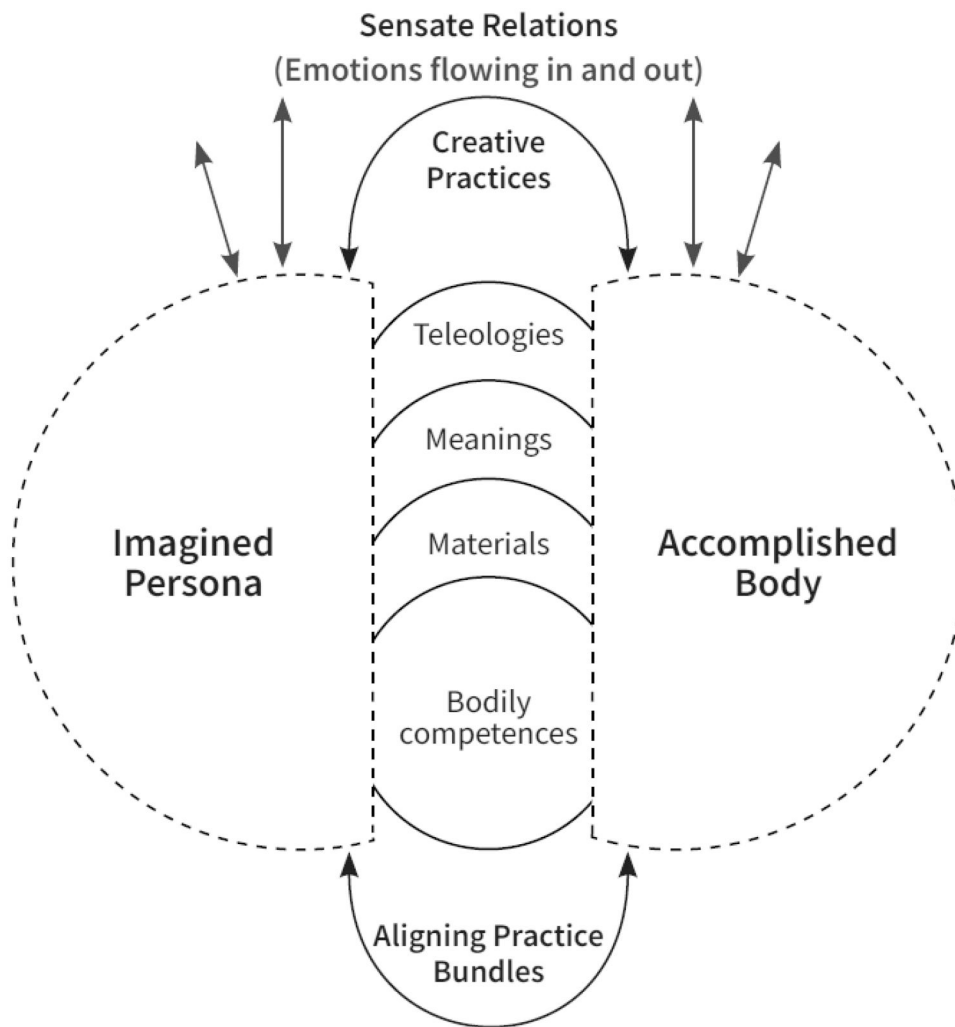 Sensate Relations
(Emotions flowing in and out)
Creative
Practices
Teleologies
Meanings
Imagined
Persona
Materials
Accomplished
Body
Bodily
competences
Aligning Practice
Bundles